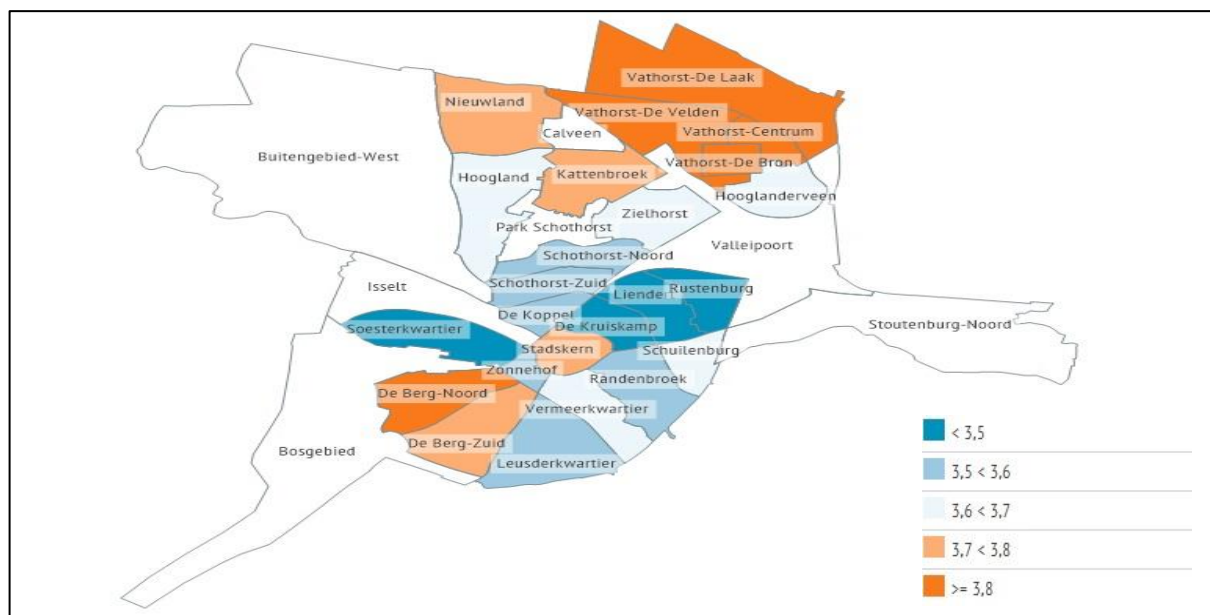 Vathorst-De Laak
Nieuwland
Vathorst-De Velden
Calveen
Vathorst-Centrum
Buitengebied-West
Vathorst-De Bron
Hoogland
Kattenbroek
Hooglanderveen
Zielhorst
Park Schothorst
Valleipoort
Schothorst-Noord
Schothorst-Zuid
Isselt
Liendert
Rustenburg
De Koppel
Soesterkwartier
De Kruiskamp
Stoutenburg-Noord
Stadskern
Schuilenburg
Zonnehof
Randenbroek
De Berg-Noord
Vermeerkwartier
De Berg-Zuid
Bosgebied
Leusderkwartier
< 3,5
3,5 < 3,6
3,6 < 3,7
3,7 < 3,8
>= 3,8